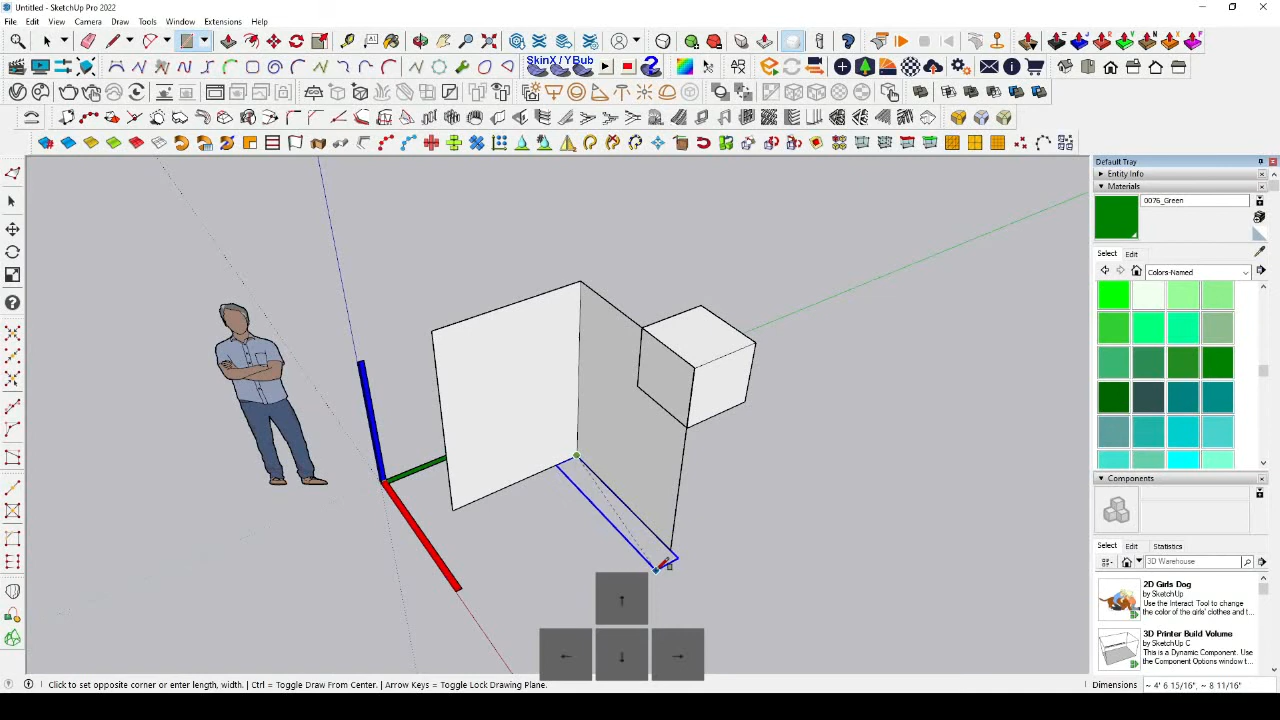 Untitled - SketchUp Pro 2022
File Edit View Camera Draw Tools Window Extensions Help
SkinX / YBub
Default Tray
Entity Info
Materials
0076_Green
Select Edit
Colors-Named
Components
Select Edit Statistics
3D Warehouse
2D Girls Dog
by SketchUp
Use the Interact Tool to change
the color of the girls' clothes and t...
3D Printer Build Volume
by SketchUp C
This is a Dynamic Component. Use
the Component Options window t...
↑
← ↓ →
Click to set opposite corner or enter length, width. | Ctrl = Toggle Draw From Center. | Arrow Keys = Toggle Lock Drawing Plane.
Dimensions ~ 4' 6 15/16", ~ 8 11/16"